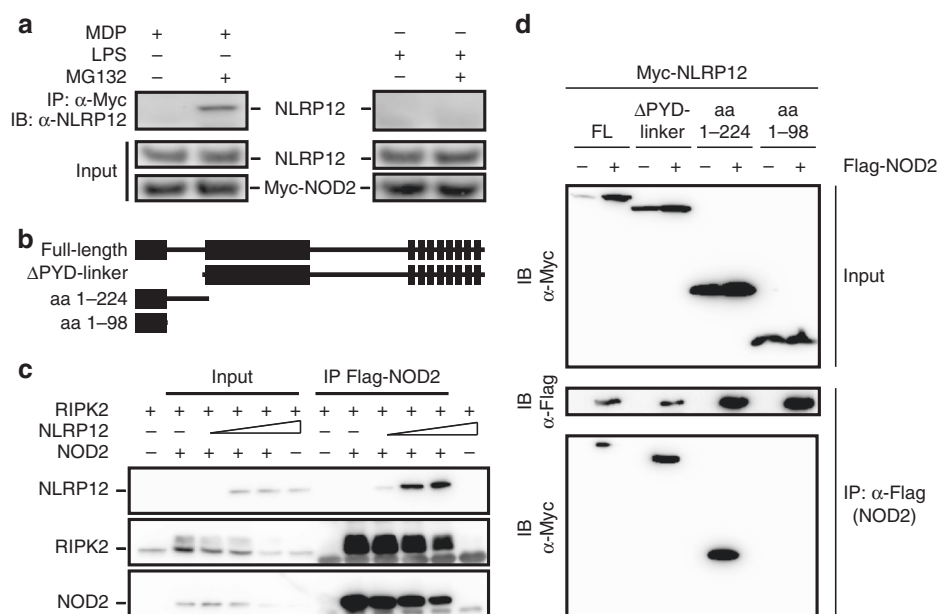 a
MDP + + – –
LPS – – + +
MG132 – + – +
IP: α-Myc
IB: α-NLRP12
NLRP12
Input
NLRP12
Myc-NOD2
b
Full-length
ΔPYD-linker
aa 1–224
aa 1–98
c
Input
IP Flag-NOD2
RIPK2 + + + + + + + + + + + +
NLRP12 – – – –
NOD2 – + + + + – – + + + + –
NLRP12
RIPK2
NOD2
d
Myc-NLRP12
FL
ΔPYD-
linker
aa
1–224
aa
1–98
– + – + – + – +
Flag-NOD2
IB
α-Myc
Input
IB
α-Flag
IB
α-Myc
IP: α-Flag
(NOD2)